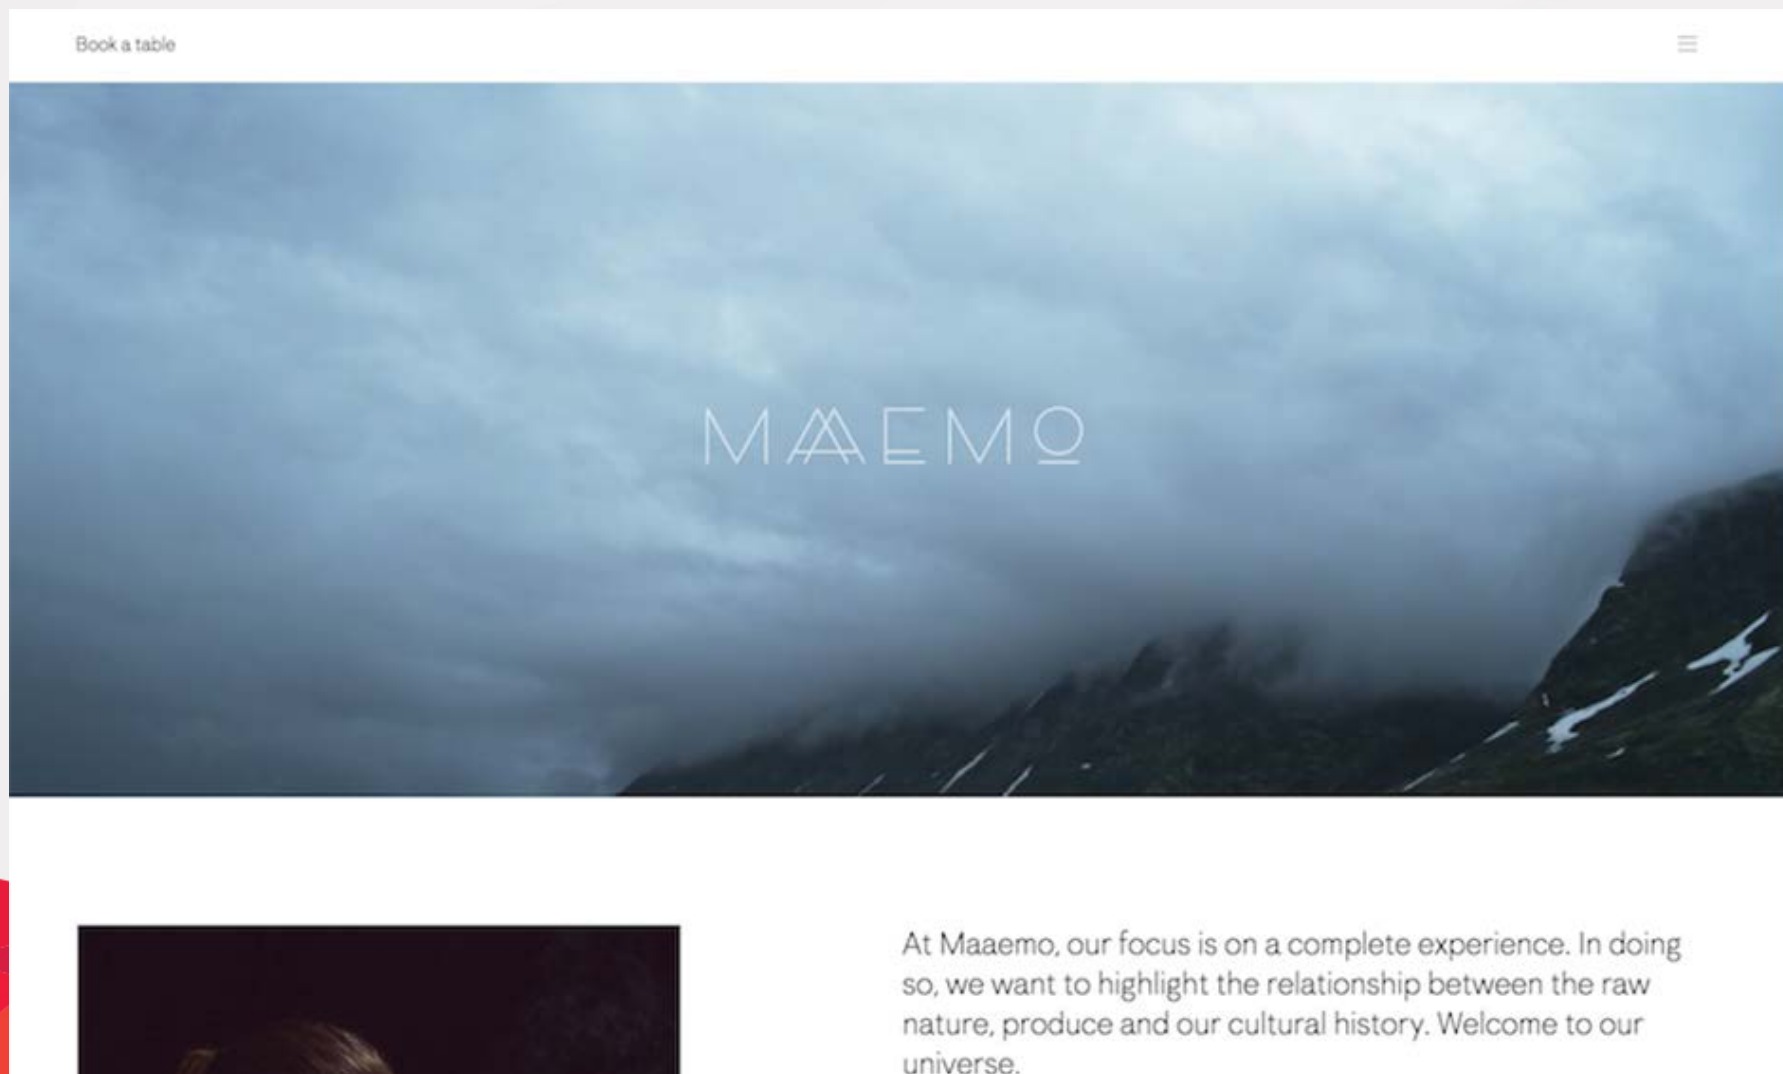 Book a table
MAAEMO
At Maaemo, our focus is on a complete experience. In doing
so, we want to highlight the relationship between the raw
nature, produce and our cultural history. Welcome to our
universe.